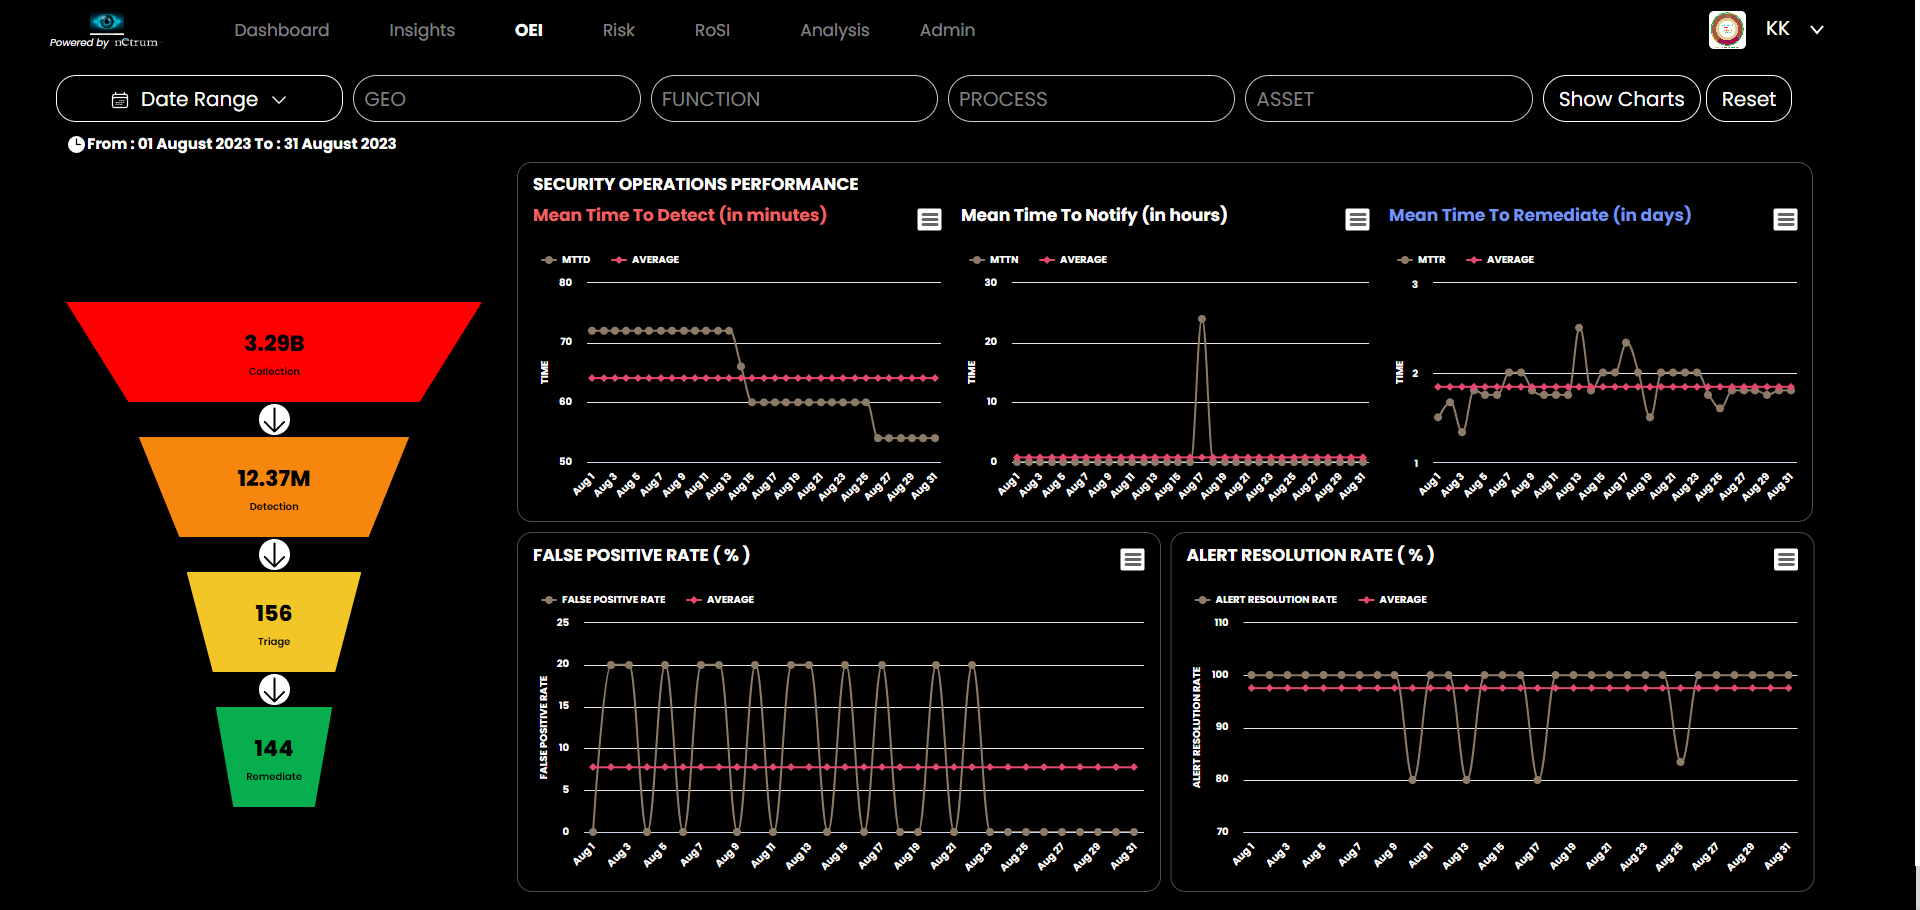 Powered by nCtrum
Dashboard Insights OEI Risk RoSI Analysis Admin KK
Date Range GEO FUNCTION PROCESS ASSET Show Charts Reset
From : 01 August 2023 To : 31 August 2023
3.29B
Collection
12.37M
Detection
156
Triage
144
Remediate
SECURITY OPERATIONS PERFORMANCE
Mean Time To Detect (in minutes)
MTTD AVERAGE
TIME
80
70
60
50
Aug 1 Aug 3 Aug 5 Aug 7 Aug 9 Aug 11 Aug 13 Aug 15 Aug 17 Aug 19 Aug 21 Aug 23 Aug 25 Aug 27 Aug 29 Aug 31
Mean Time To Notify (in hours)
MTTN AVERAGE
TIME
30
20
10
0
Aug 1 Aug 3 Aug 5 Aug 7 Aug 9 Aug 11 Aug 13 Aug 15 Aug 17 Aug 19 Aug 21 Aug 23 Aug 25 Aug 27 Aug 29 Aug 31
Mean Time To Remediate (in days)
MTTR AVERAGE
TIME
3
2
1
Aug 1 Aug 3 Aug 5 Aug 7 Aug 9 Aug 11 Aug 13 Aug 15 Aug 17 Aug 19 Aug 21 Aug 23 Aug 25 Aug 27 Aug 29 Aug 31
FALSE POSITIVE RATE ( % )
FALSE POSITIVE RATE AVERAGE
FALSE POSITIVE RATE
25
20
15
10
5
0
Aug 1 Aug 3 Aug 5 Aug 7 Aug 9 Aug 11 Aug 13 Aug 15 Aug 17 Aug 19 Aug 21 Aug 23 Aug 25 Aug 27 Aug 29 Aug 31
ALERT RESOLUTION RATE ( % )
ALERT RESOLUTION RATE AVERAGE
ALERT RESOLUTION RATE
110
100
90
80
70
Aug 1 Aug 3 Aug 5 Aug 7 Aug 9 Aug 11 Aug 13 Aug 15 Aug 17 Aug 19 Aug 21 Aug 23 Aug 25 Aug 27 Aug 29 Aug 31